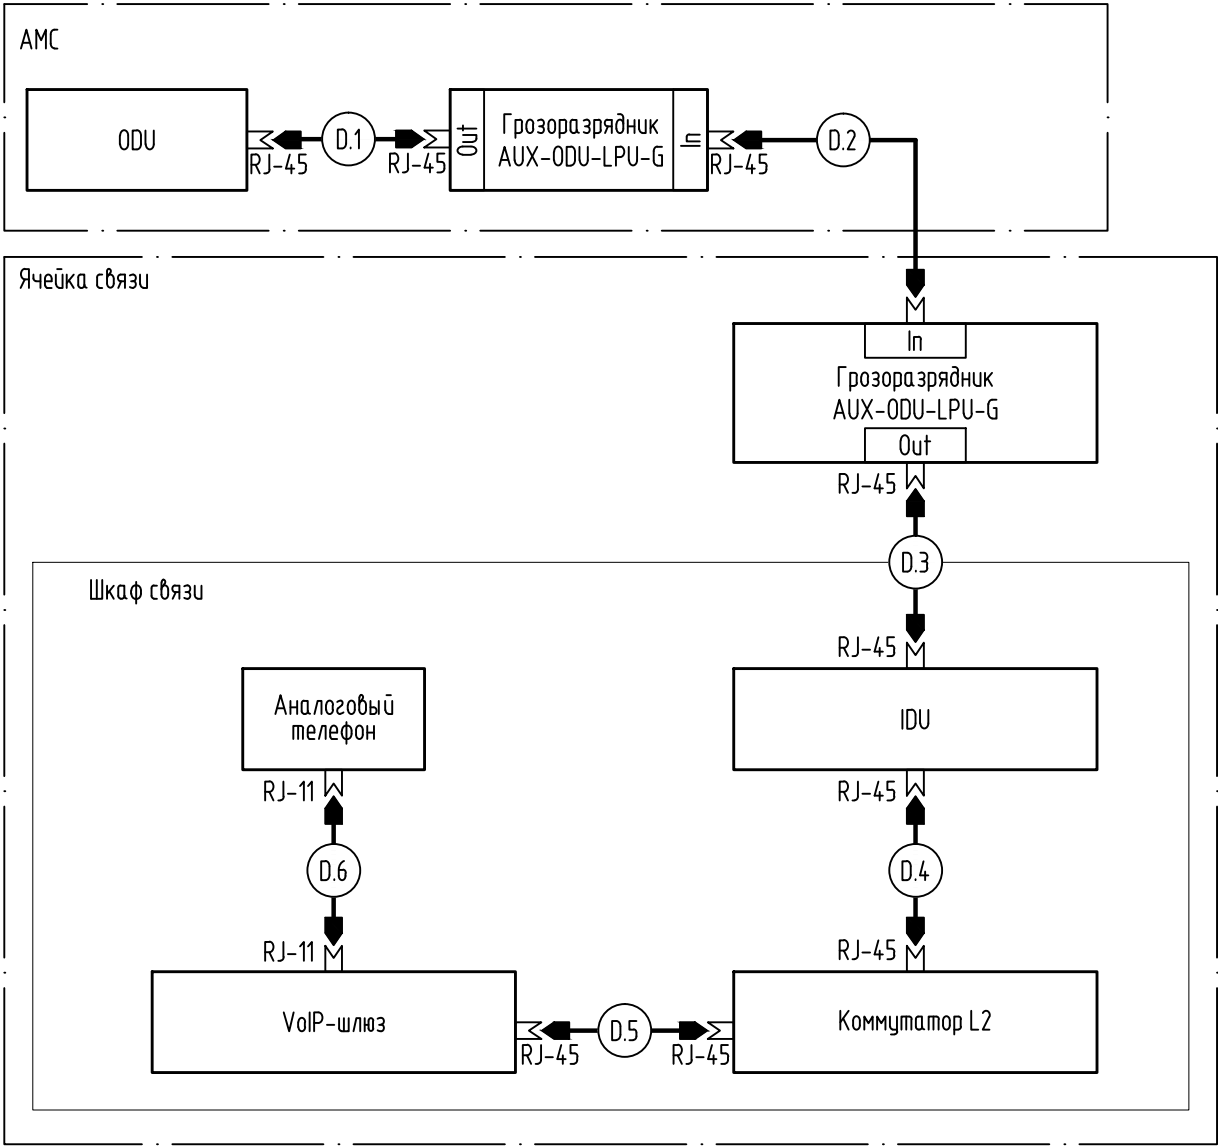 АМС
ODU
RJ-45
D.1
RJ-45
Out
Грозоразрядник
AUX-ODU-LPU-G
In
RJ-45
D.2
Ячейка связи
In
Грозоразрядник
AUX-ODU-LPU-G
Out
RJ-45
D.3
Шкаф связи
RJ-45
Аналоговый
телефон
IDU
RJ-11
RJ-45
D.6
D.4
RJ-11
RJ-45
VoIP-шлюз
RJ-45
D.5
RJ-45
Коммутатор L2